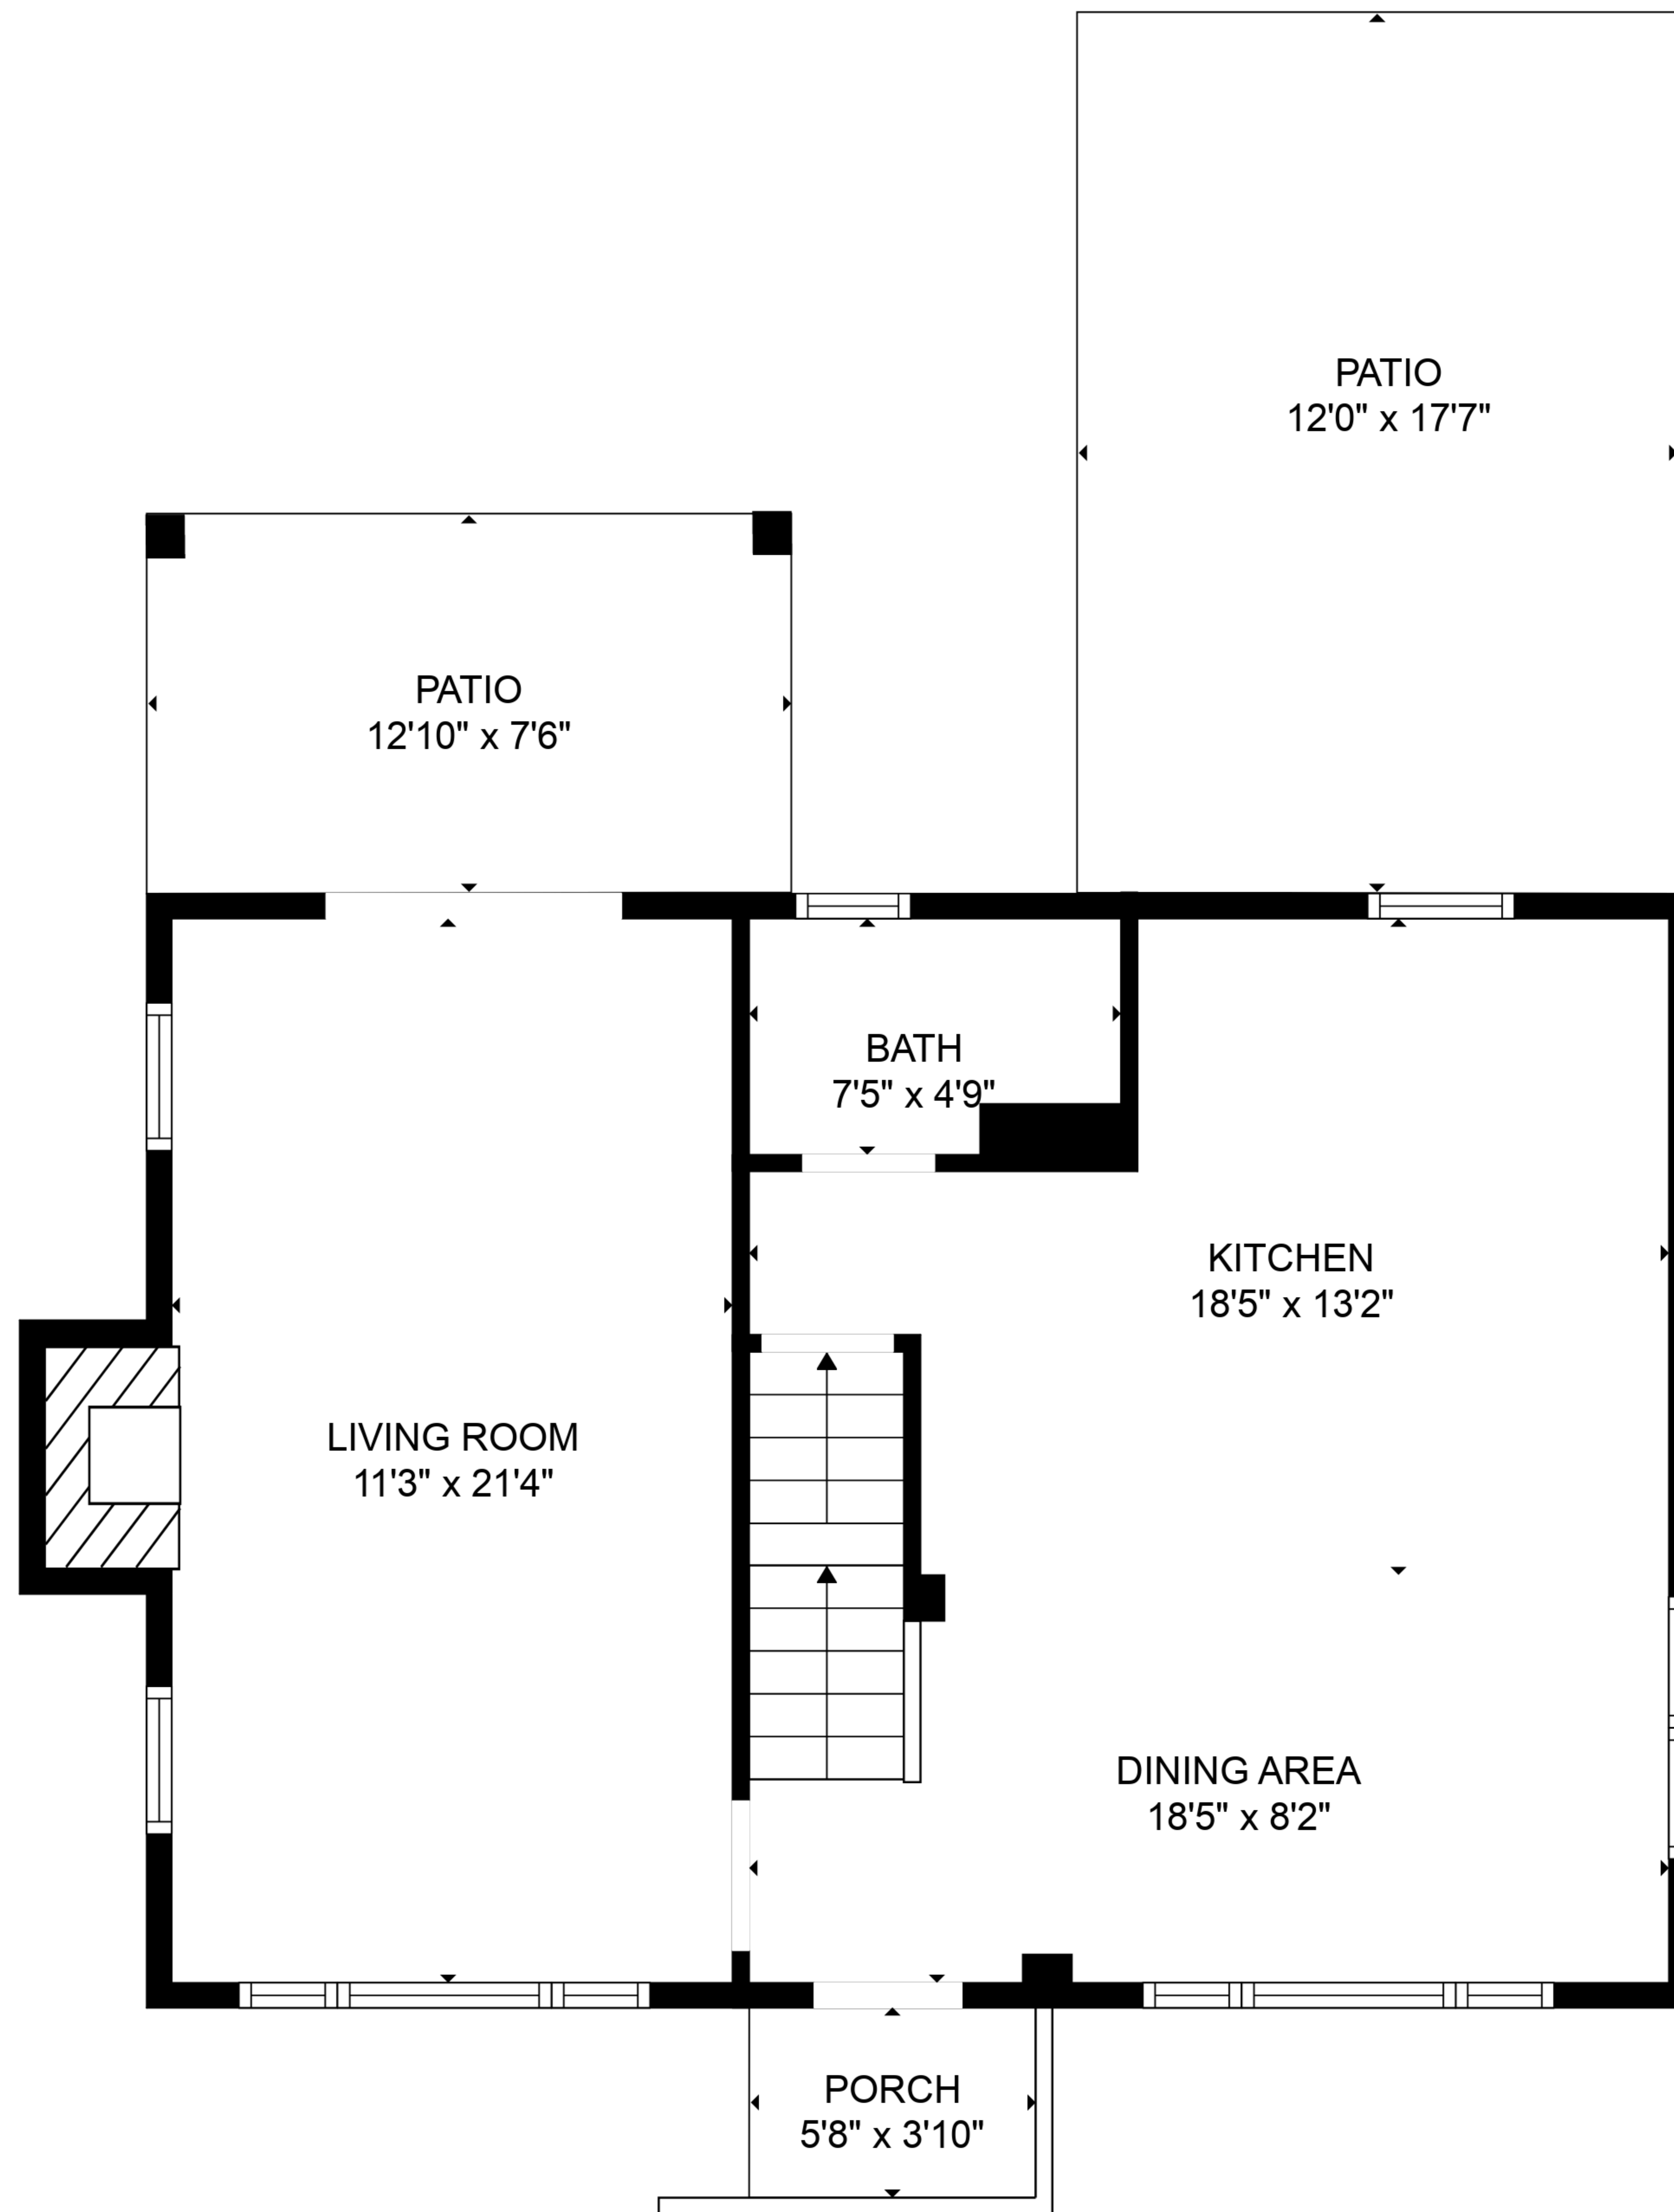 PATIO
12'0" x 17'7"
PATIO
12'10" x 7'6"
BATH
7'5" x 4'9"
KITCHEN
18'5" x 13'2"
LIVING ROOM
11'3" x 21'4"
DINING AREA
18'5" x 8'2"
PORCH
5'8" x 3'10"